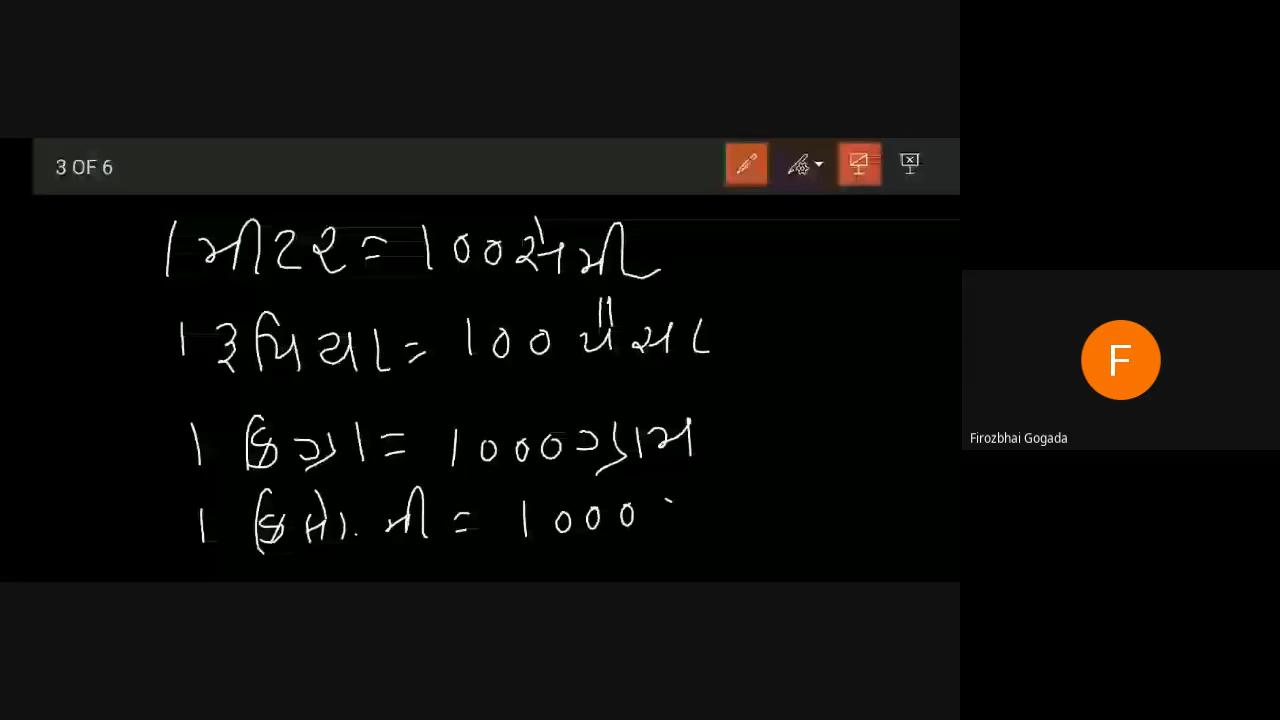 3 OF 6
1 મીટર = 100 સેમી
1 રૂપિયા = 100 પૈસા
1 કિગ્રા = 1000 ગ્રામ
1 કિમો. મી = 1000
F
Firozbhai Gogada